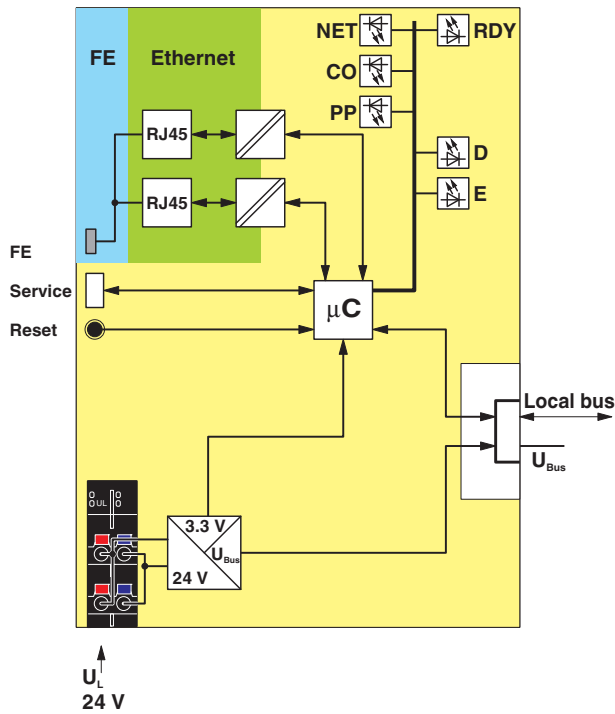 NET
RDY
FE
Ethernet
CO
PP
RJ45
D
RJ45
E
FE
Service
µC
Reset
Local bus
U Bus
UL
3.3 V
U Bus
24 V
U L
24 V